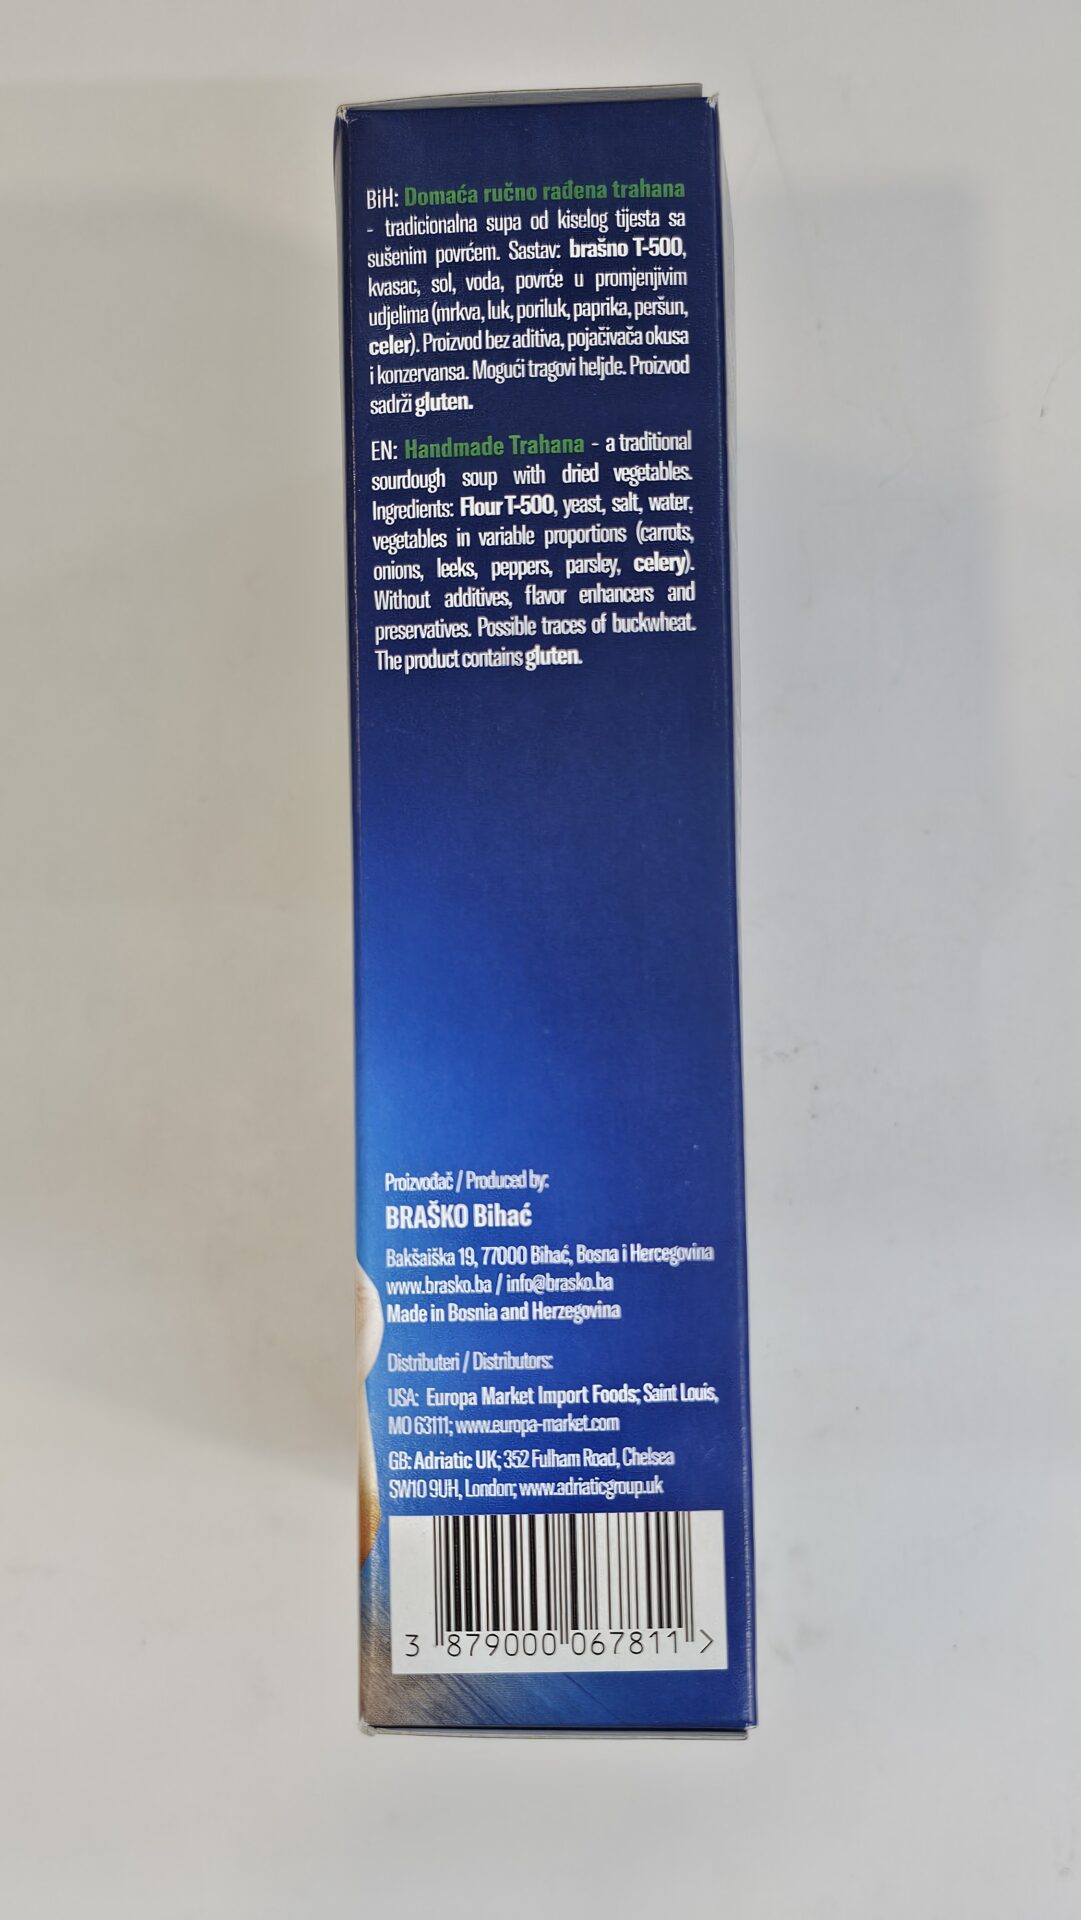 BiH: Domaća ručno rađena trahana
- tradicionalna supa od kiselog tijesta sa
sušenim povrćem. Sastav: brašno T-500,
kvasac, sol, voda, povrće u promjenjivim
udjelima (mrkva, luk, poriluk, paprika, peršun,
celer). Proizvod bez aditiva, pojačivača okusa
i konzervansa. Mogući tragovi heljde. Proizvod
sadrži gluten.
EN: Handmade Trahana - a traditional
sourdough soup with dried vegetables.
Ingredients: Flour T-500, yeast, salt, water,
vegetables in variable proportions (carrots,
onions, leeks, peppers, parsley, celery).
Without additives, flavor enhancers and
preservatives. Possible traces of buckwheat.
The product contains gluten.
Proizvođač / Produced by:
BRAŠKO Bihać
Bakšaiška 19, 77000 Bihać, Bosna i Hercegovina
www.brasko.ba / info@brasko.ba
Made in Bosnia and Herzegovina
Distributeri / Distributors:
USA: Europa Market Import Foods; Saint Louis,
MO 63111; www.europa-market.com
GB: Adriatic UK; 352 Fulham Road, Chelsea
SW10 9UH, London; www.adriaticgroup.uk
3 879000 067811 >